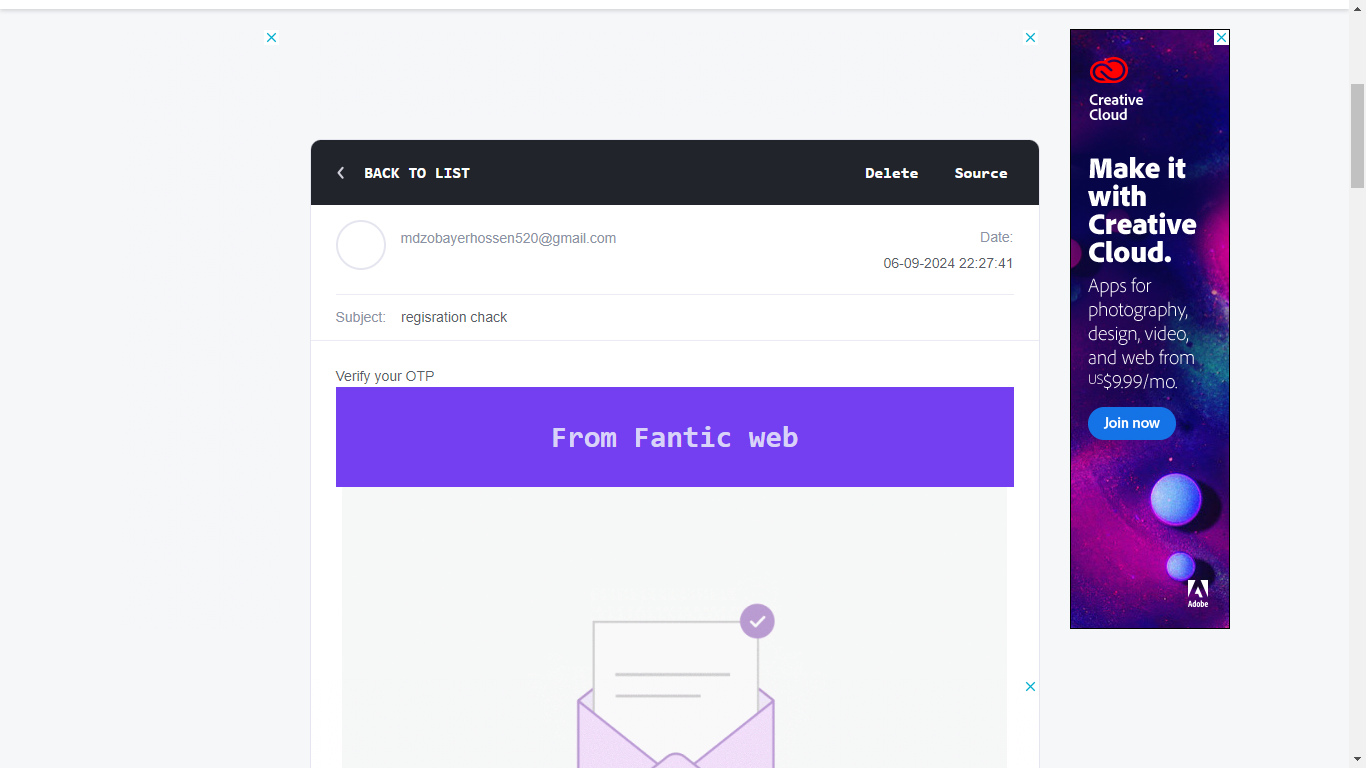 BACK TO LIST
Delete
Source
mdzobayerhossen520@gmail.com
Date:
06-09-2024 22:27:41
Subject:
regisration chack
Verify your OTP
From Fantic web
Creative
Cloud
Make it
with
Creative
Cloud.
Apps for
photography,
design, video,
and web from
US$9.99/mo.
Join now
Adobe